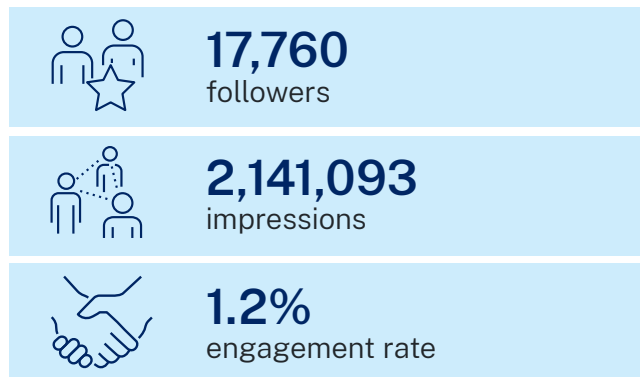 17,760
followers
2,141,093
impressions
1.2%
engagement rate